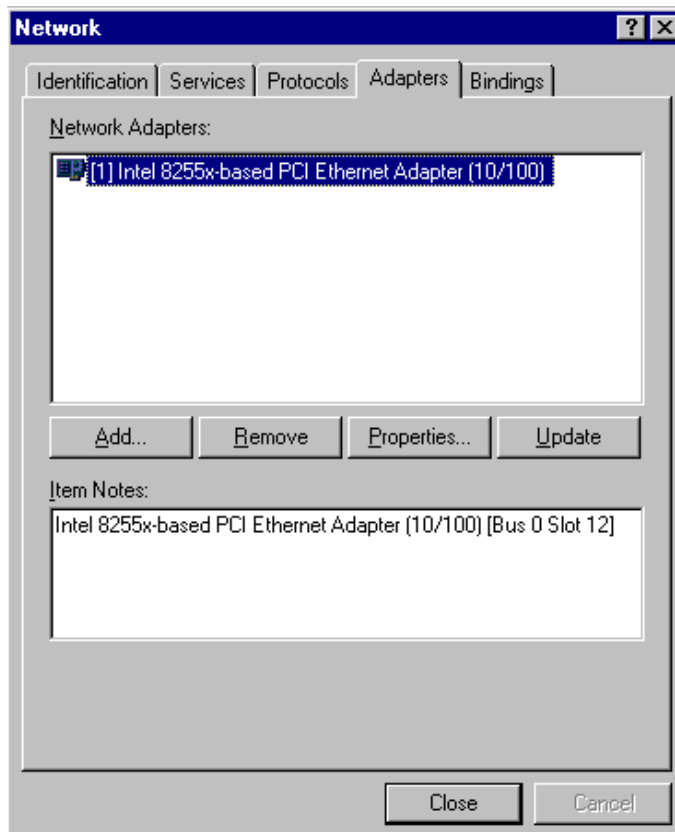 Network
Identification Services Protocols Adapters Bindings
Network Adapters:
[1] Intel 8255x-based PCI Ethernet Adapter (10/100)
Add... Remove Properties... Update
Item Notes:
Intel 8255x-based PCI Ethernet Adapter (10/100) [Bus 0 Slot 12]
Close Cancel